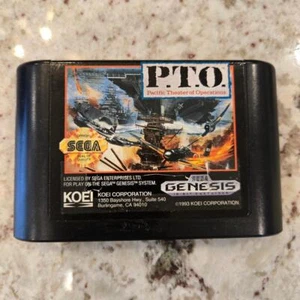 P.T.O.
Pacific Theater of Operations
SEGA
LICENSED BY SEGA ENTERPRISES LTD.
FOR PLAY ON THE SEGA™ GENESIS™ SYSTEM.
KOEI
KOEI CORPORATION
1350 Bayshore Hwy., Suite 540
Burlingame, CA 94010
SEGA
GENESIS
©1993 KOEI CORPORATION